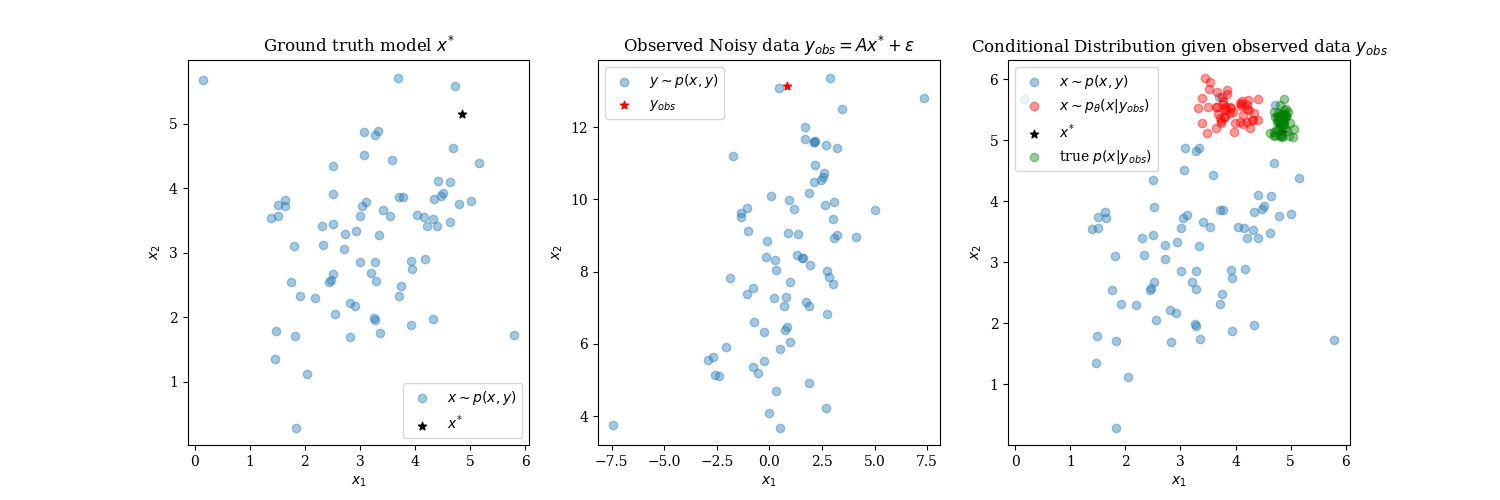 Ground truth model x*
5
4
3
2
1
x₂
0 1 2 3 4 5 6
x₁
x ∼ p(x, y)
x*
Observed Noisy data y_obs = Ax* + ε
12
10
8
6
4
x₂
−7.5 −5.0 −2.5 0.0 2.5 5.0 7.5
x₁
y ∼ p(x, y)
y_obs
Conditional Distribution given observed data y_obs
6
5
4
3
2
1
x₂
0 1 2 3 4 5 6
x₁
x ∼ p(x, y)
x ∼ p_θ(x|y_obs)
x*
true p(x|y_obs)